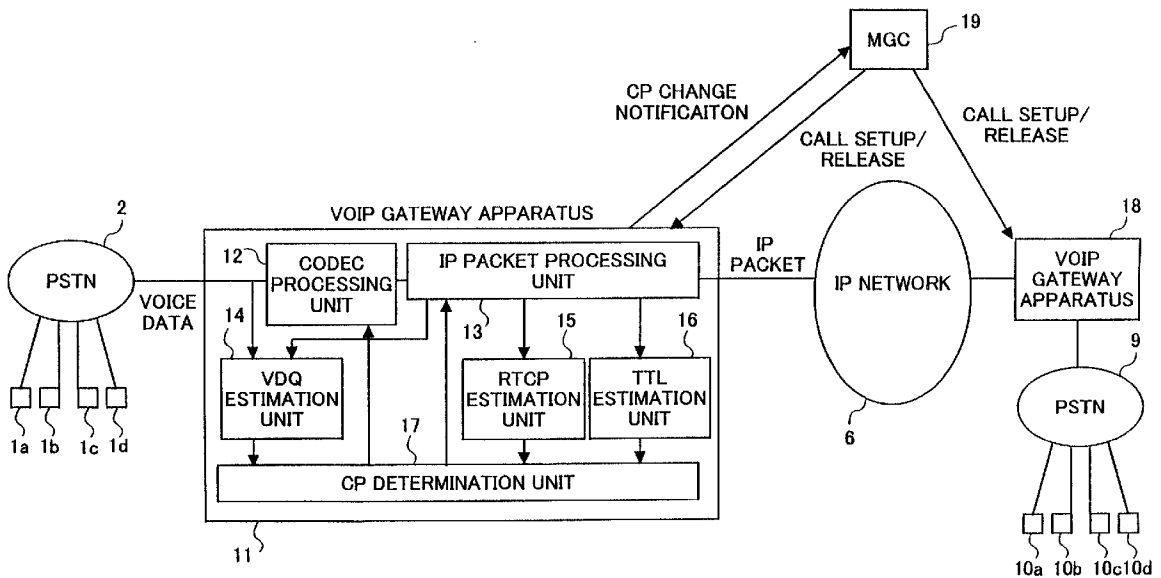 MGC
19
CP CHANGE
NOTIFICAITON
CALL SETUP/
RELEASE
CALL SETUP/
RELEASE
2
PSTN
VOICE
DATA
1a
1b
1c
1d
VOIP GATEWAY APPARATUS
12
CODEC
PROCESSING
UNIT
IP PACKET PROCESSING
UNIT
13
14
VDQ
ESTIMATION
UNIT
15
RTCP
ESTIMATION
UNIT
16
TTL
ESTIMATION
UNIT
17
CP DETERMINATION UNIT
11
IP
PACKET
IP NETWORK
6
18
VOIP
GATEWAY
APPARATUS
9
PSTN
10a
10b
10c
10d